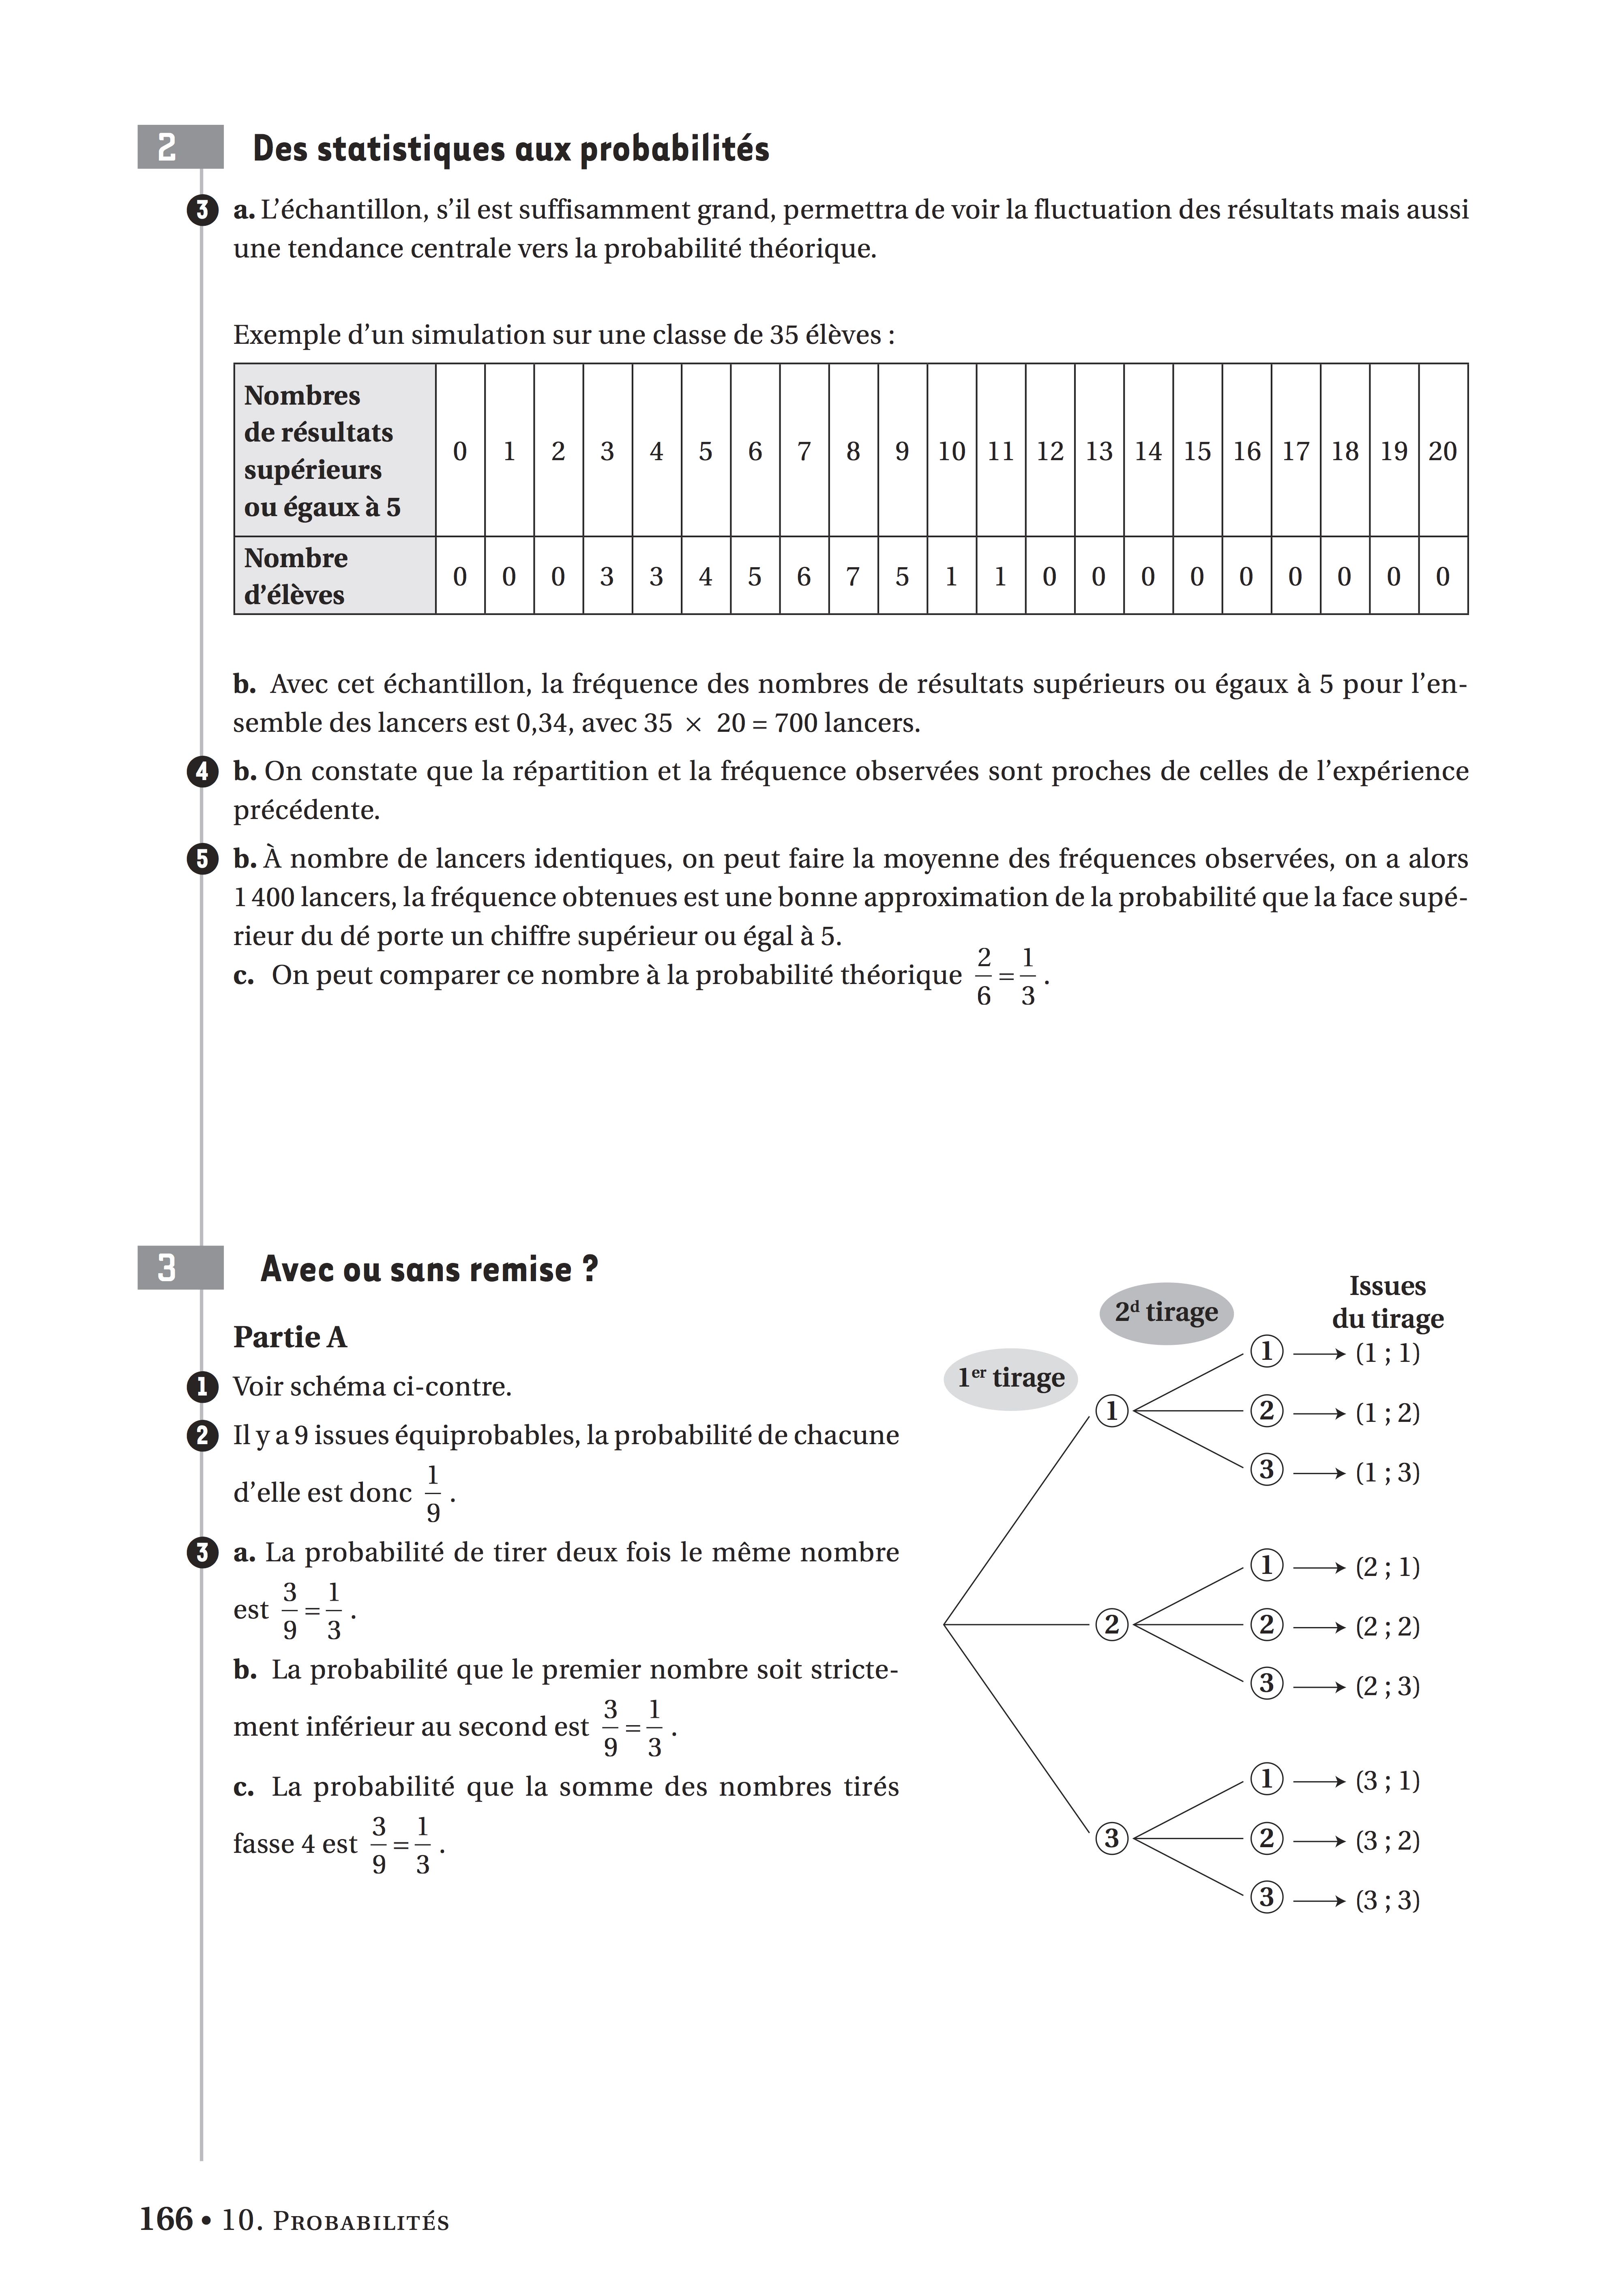 2 Des statistiques aux probabilités
3 a. L’échantillon, s’il est suffisamment grand, permettra de voir la fluctuation des résultats mais aussi
une tendance centrale vers la probabilité théorique.
Exemple d’un simulation sur une classe de 35 élèves :
Nombres
de résultats
supérieurs
ou égaux à 5
0 1 2 3 4 5 6 7 8 9 10 11 12 13 14 15 16 17 18 19 20
Nombre
d’élèves
0 0 0 3 3 4 5 6 7 5 1 1 0 0 0 0 0 0 0 0 0
b. Avec cet échantillon, la fréquence des nombres de résultats supérieurs ou égaux à 5 pour l’en-
semble des lancers est 0,34, avec 35 × 20 = 700 lancers.
4 b. On constate que la répartition et la fréquence observées sont proches de celles de l’expérience
précédente.
5 b. À nombre de lancers identiques, on peut faire la moyenne des fréquences observées, on a alors
1 400 lancers, la fréquence obtenues est une bonne approximation de la probabilité que la face supé-
rieur du dé porte un chiffre supérieur ou égal à 5.
c. On peut comparer ce nombre à la probabilité théorique 2/6 = 1/3 .
3 Avec ou sans remise ?
Partie A
1 Voir schéma ci-contre.
2 Il y a 9 issues équiprobables, la probabilité de chacune
d’elle est donc 1/9 .
3 a. La probabilité de tirer deux fois le même nombre
est 3/9 = 1/3 .
b. La probabilité que le premier nombre soit stricte-
ment inférieur au second est 3/9 = 1/3 .
c. La probabilité que la somme des nombres tirés
fasse 4 est 3/9 = 1/3 .
1er tirage
2d tirage
Issues
du tirage
1
1 (1 ; 1)
2 (1 ; 2)
3 (1 ; 3)
2
1 (2 ; 1)
2 (2 ; 2)
3 (2 ; 3)
3
1 (3 ; 1)
2 (3 ; 2)
3 (3 ; 3)
166 • 10. Probabilités